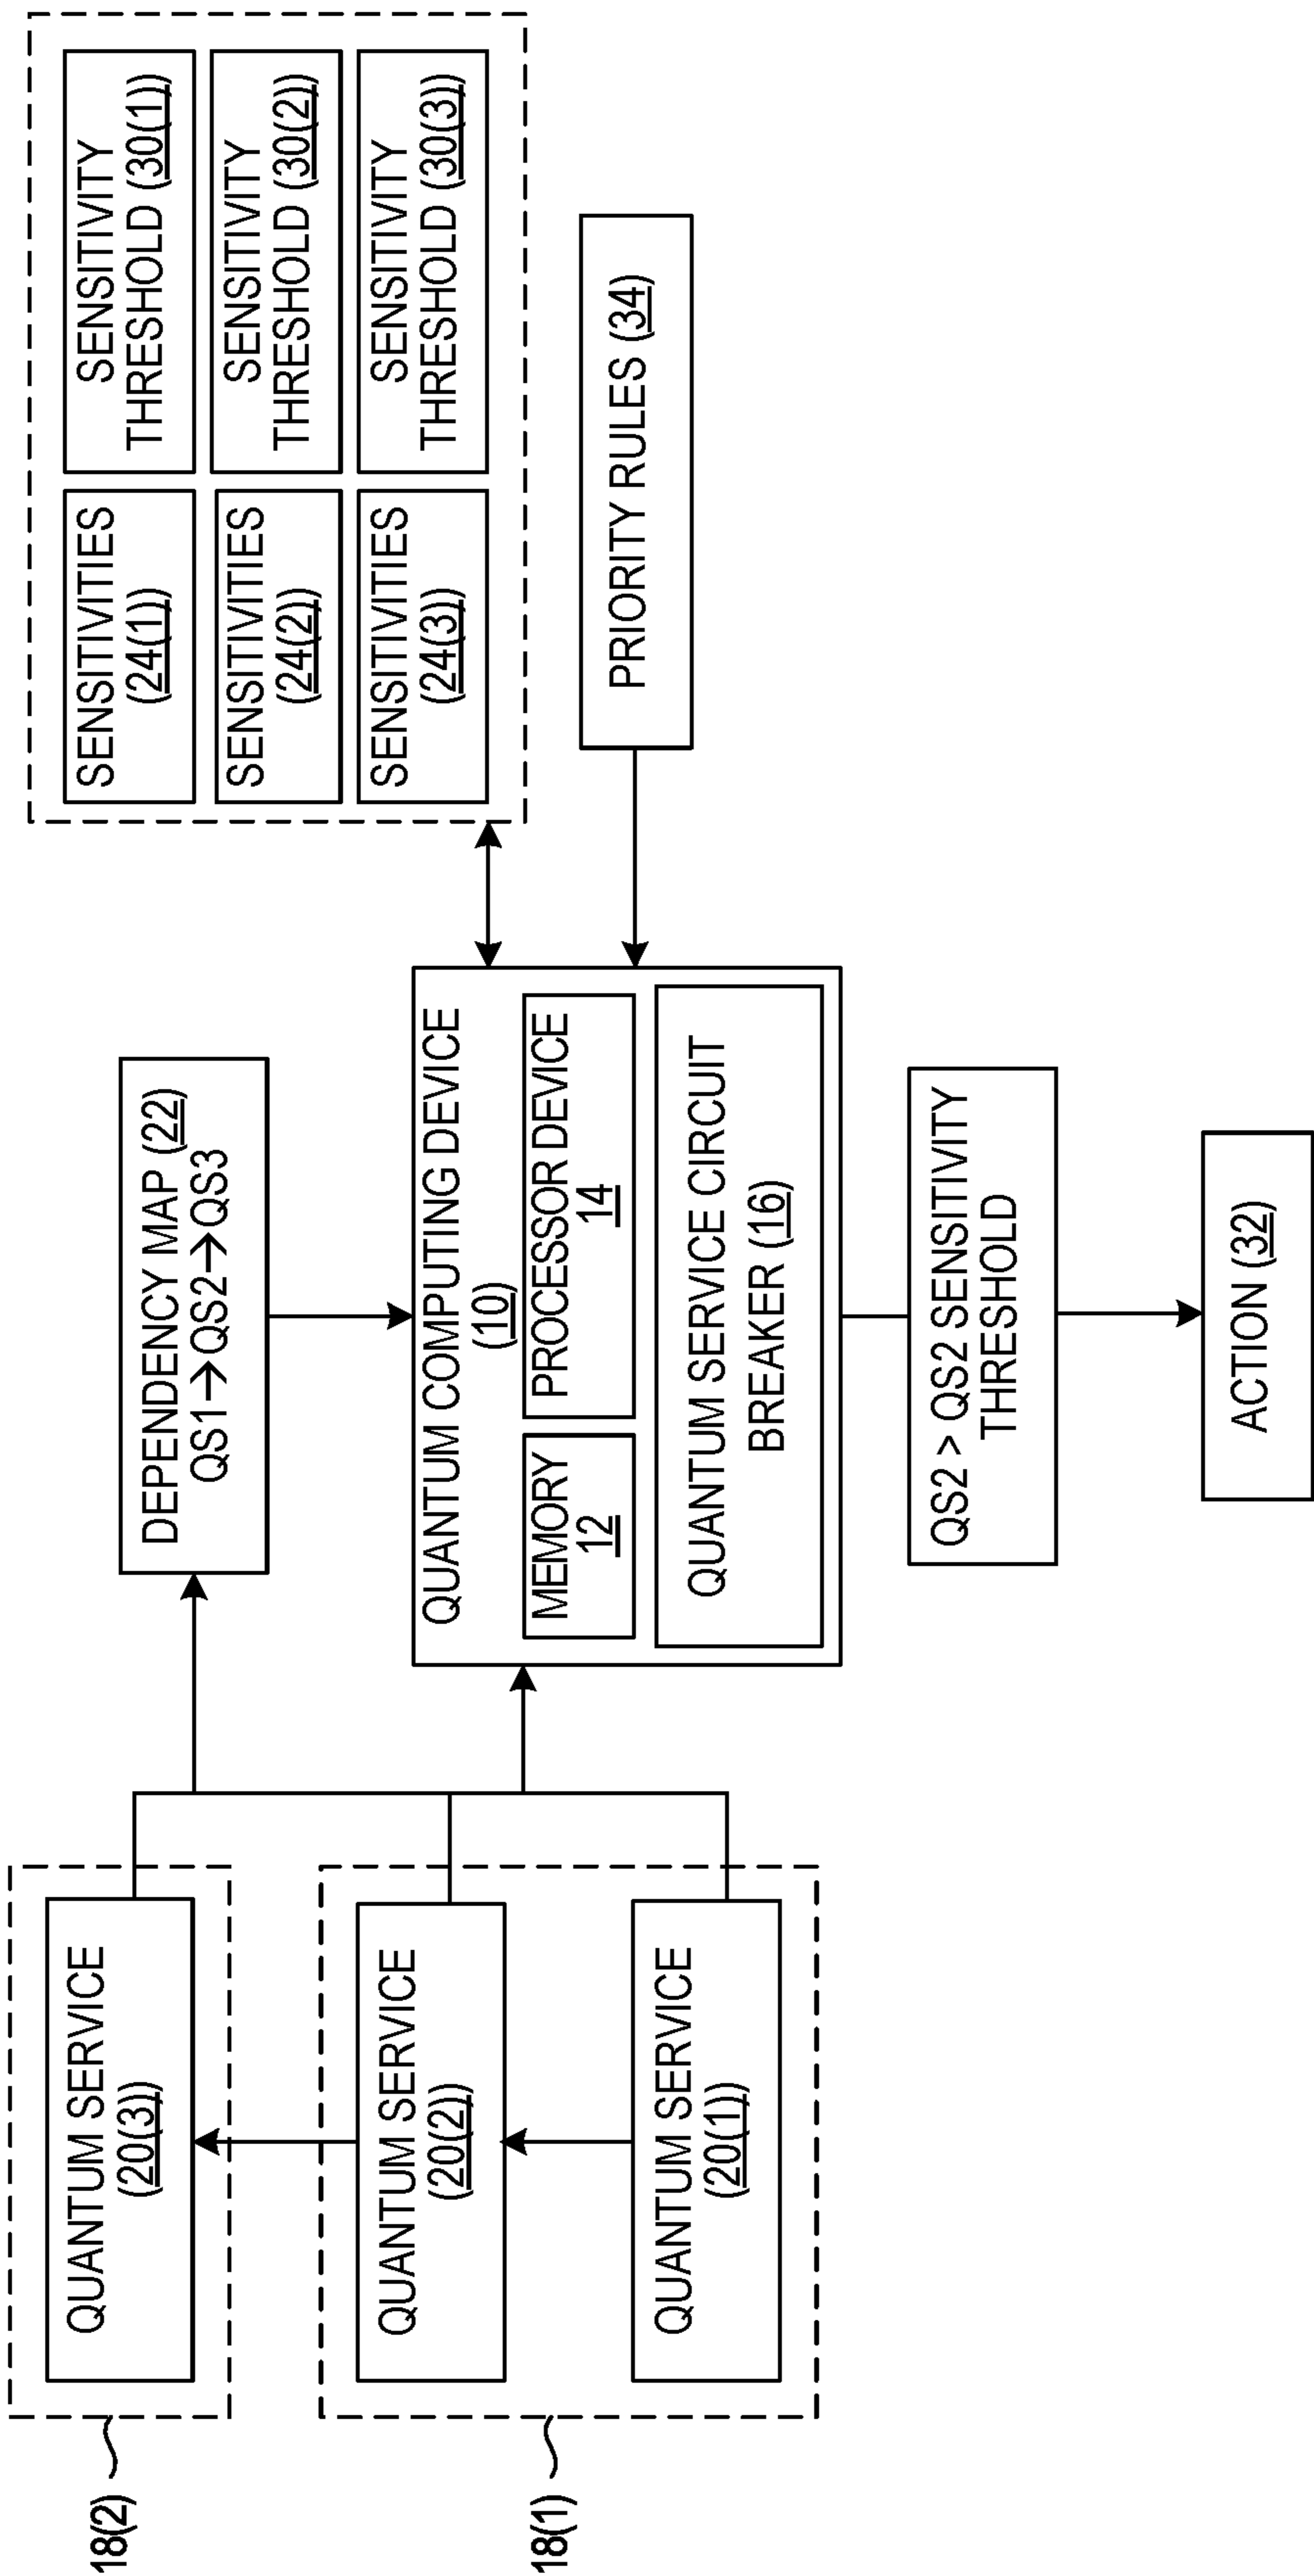 18(2)
QUANTUM SERVICE
(20(3))
18(1)
QUANTUM SERVICE
(20(2))
QUANTUM SERVICE
(20(1))
DEPENDENCY MAP (22)
QS1→QS2→QS3
QUANTUM COMPUTING DEVICE
(10)
MEMORY
12
PROCESSOR DEVICE
14
QUANTUM SERVICE CIRCUIT
BREAKER (16)
QS2 > QS2 SENSITIVITY
THRESHOLD
ACTION (32)
SENSITIVITIES
(24(1))
SENSITIVITY
THRESHOLD (30(1))
SENSITIVITIES
(24(2))
SENSITIVITY
THRESHOLD (30(2))
SENSITIVITIES
(24(3))
SENSITIVITY
THRESHOLD (30(3))
PRIORITY RULES (34)